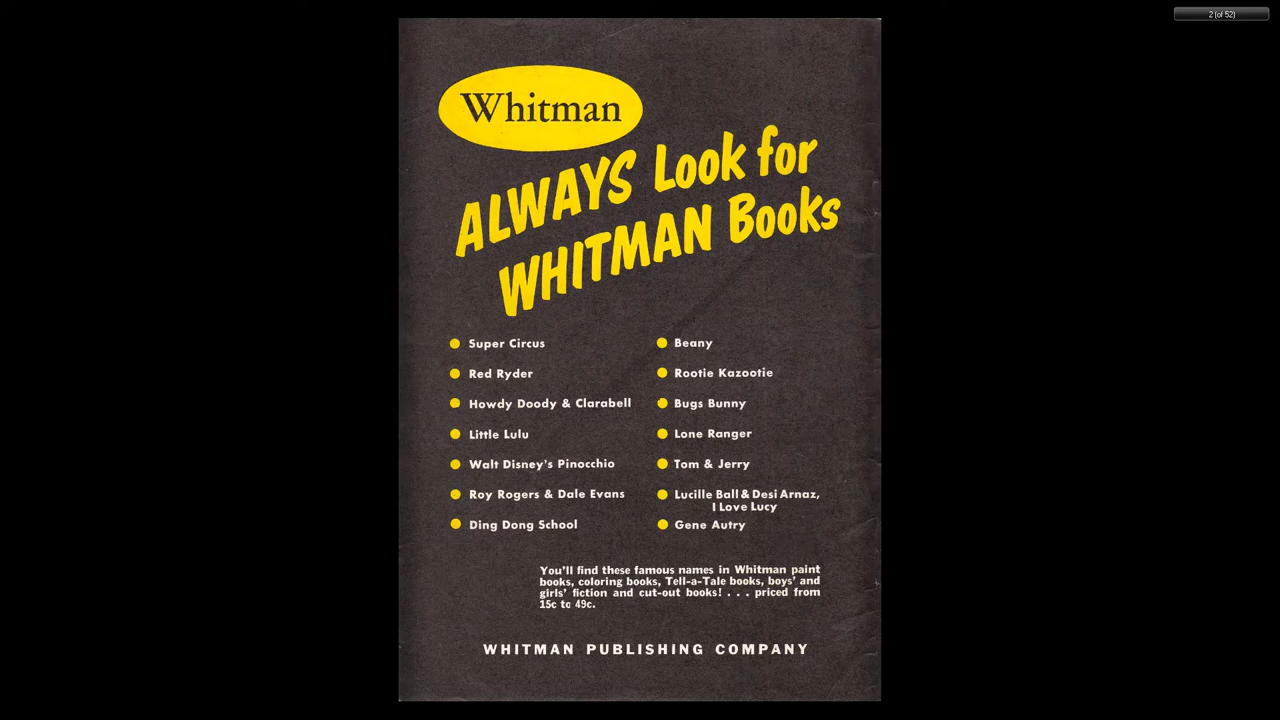 2 (of 52)
Whitman
ALWAYS Look for
WHITMAN Books
Super Circus
Red Ryder
Howdy Doody & Clarabell
Little Lulu
Walt Disney's Pinocchio
Roy Rogers & Dale Evans
Ding Dong School
Beany
Rootie Kazootie
Bugs Bunny
Lone Ranger
Tom & Jerry
Lucille Ball & Desi Arnaz,
I Love Lucy
Gene Autry
You'll find these famous names in Whitman paint
books, coloring books, Tell-a-Tale books, boys' and
girls' fiction and cut-out books! . . . priced from
15c to 49c.
WHITMAN PUBLISHING COMPANY